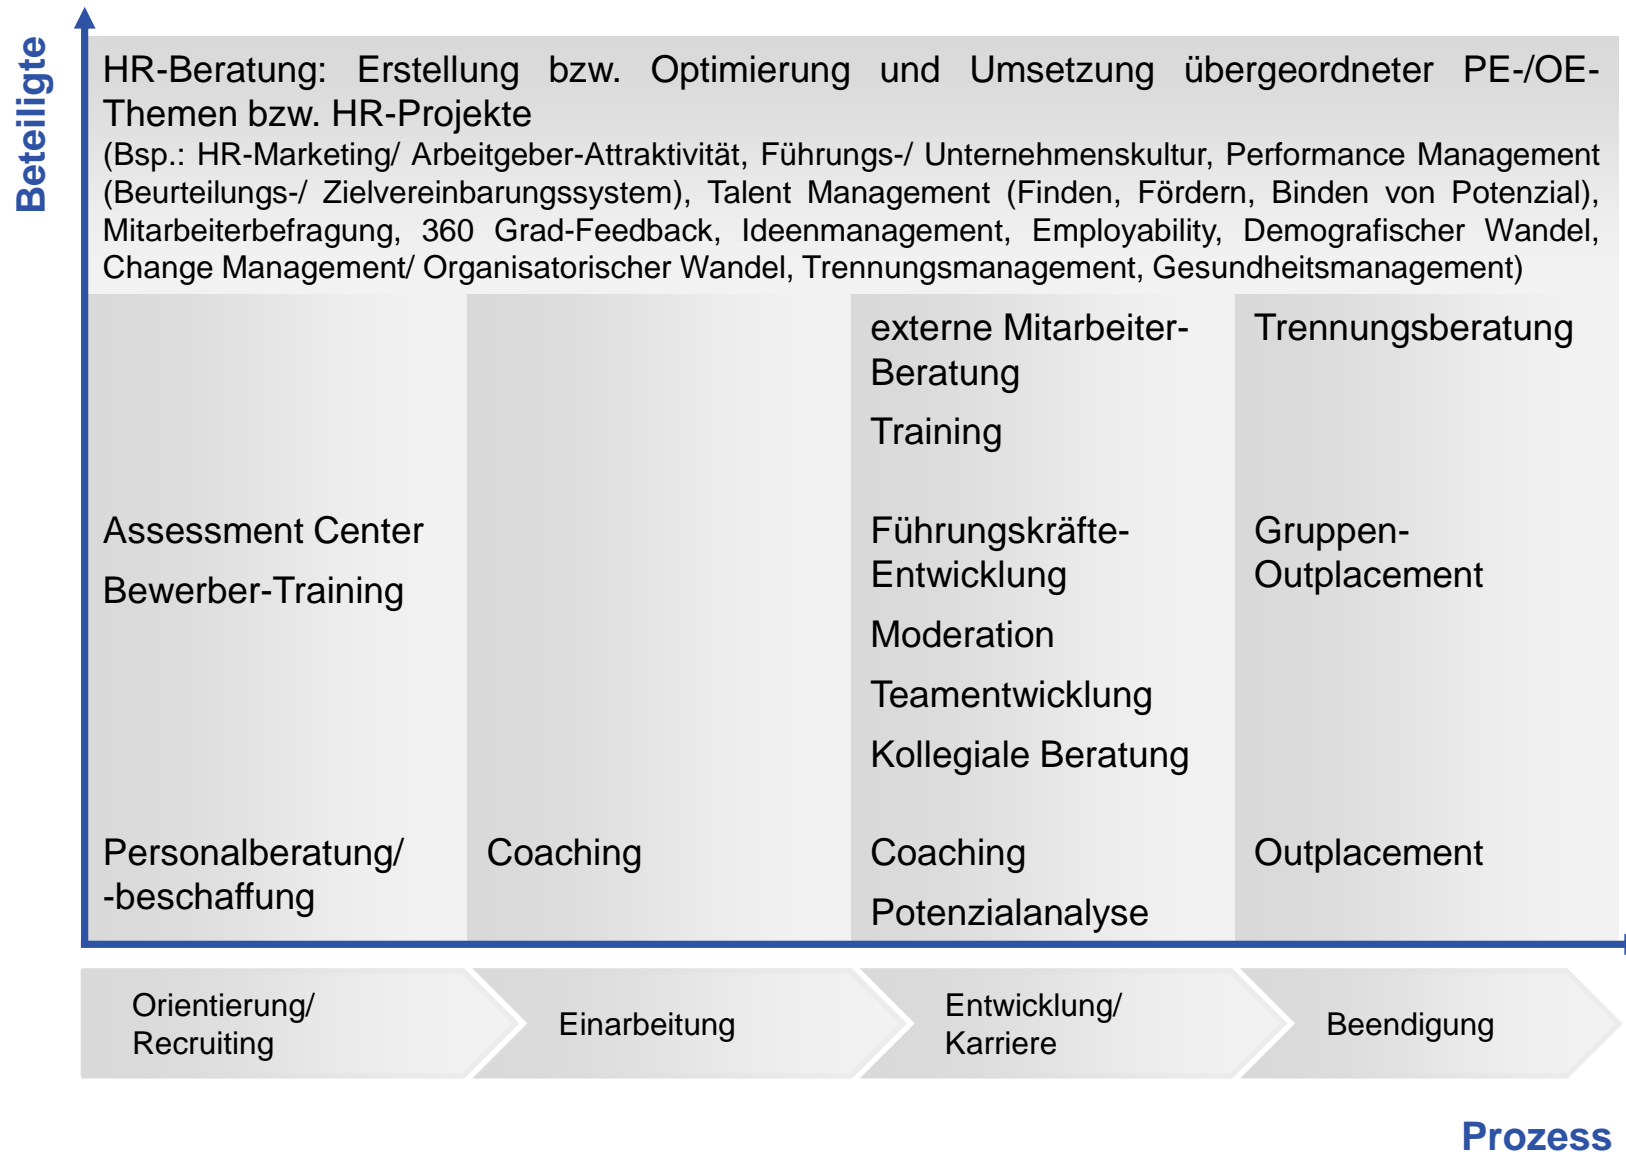 Beteiligte
HR-Beratung: Erstellung bzw. Optimierung und Umsetzung übergeordneter PE-/OE-
Themen bzw. HR-Projekte
(Bsp.: HR-Marketing/ Arbeitgeber-Attraktivität, Führungs-/ Unternehmenskultur, Performance Management
(Beurteilungs-/ Zielvereinbarungssystem), Talent Management (Finden, Fördern, Binden von Potenzial),
Mitarbeiterbefragung, 360 Grad-Feedback, Ideenmanagement, Employability, Demografischer Wandel,
Change Management/ Organisatorischer Wandel, Trennungsmanagement, Gesundheitsmanagement)
Assessment Center
Bewerber-Training
Personalberatung/
-beschaffung
Coaching
externe Mitarbeiter-
Beratung
Training
Führungskräfte-
Entwicklung
Moderation
Teamentwicklung
Kollegiale Beratung
Coaching
Potenzialanalyse
Trennungsberatung
Gruppen-
Outplacement
Outplacement
Orientierung/
Recruiting
Einarbeitung
Entwicklung/
Karriere
Beendigung
Prozess